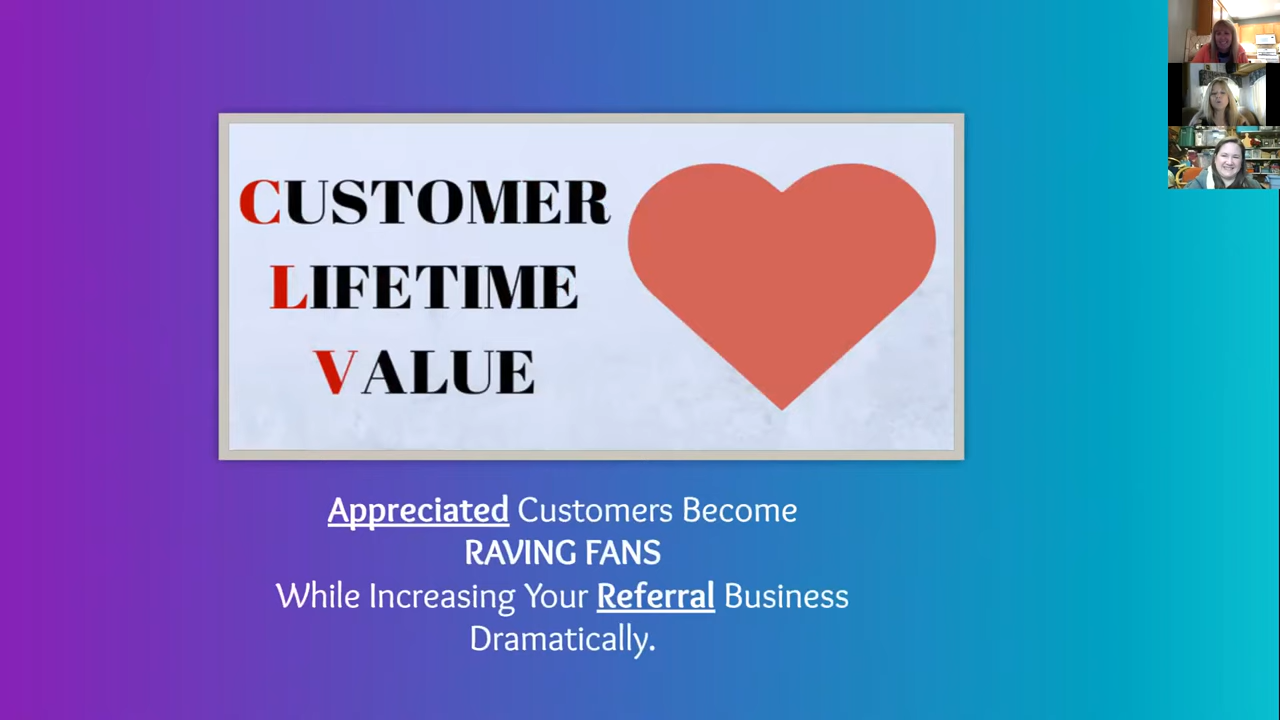 CUSTOMER
LIFETIME
VALUE
Appreciated Customers Become
RAVING FANS
While Increasing Your Referral Business
Dramatically.